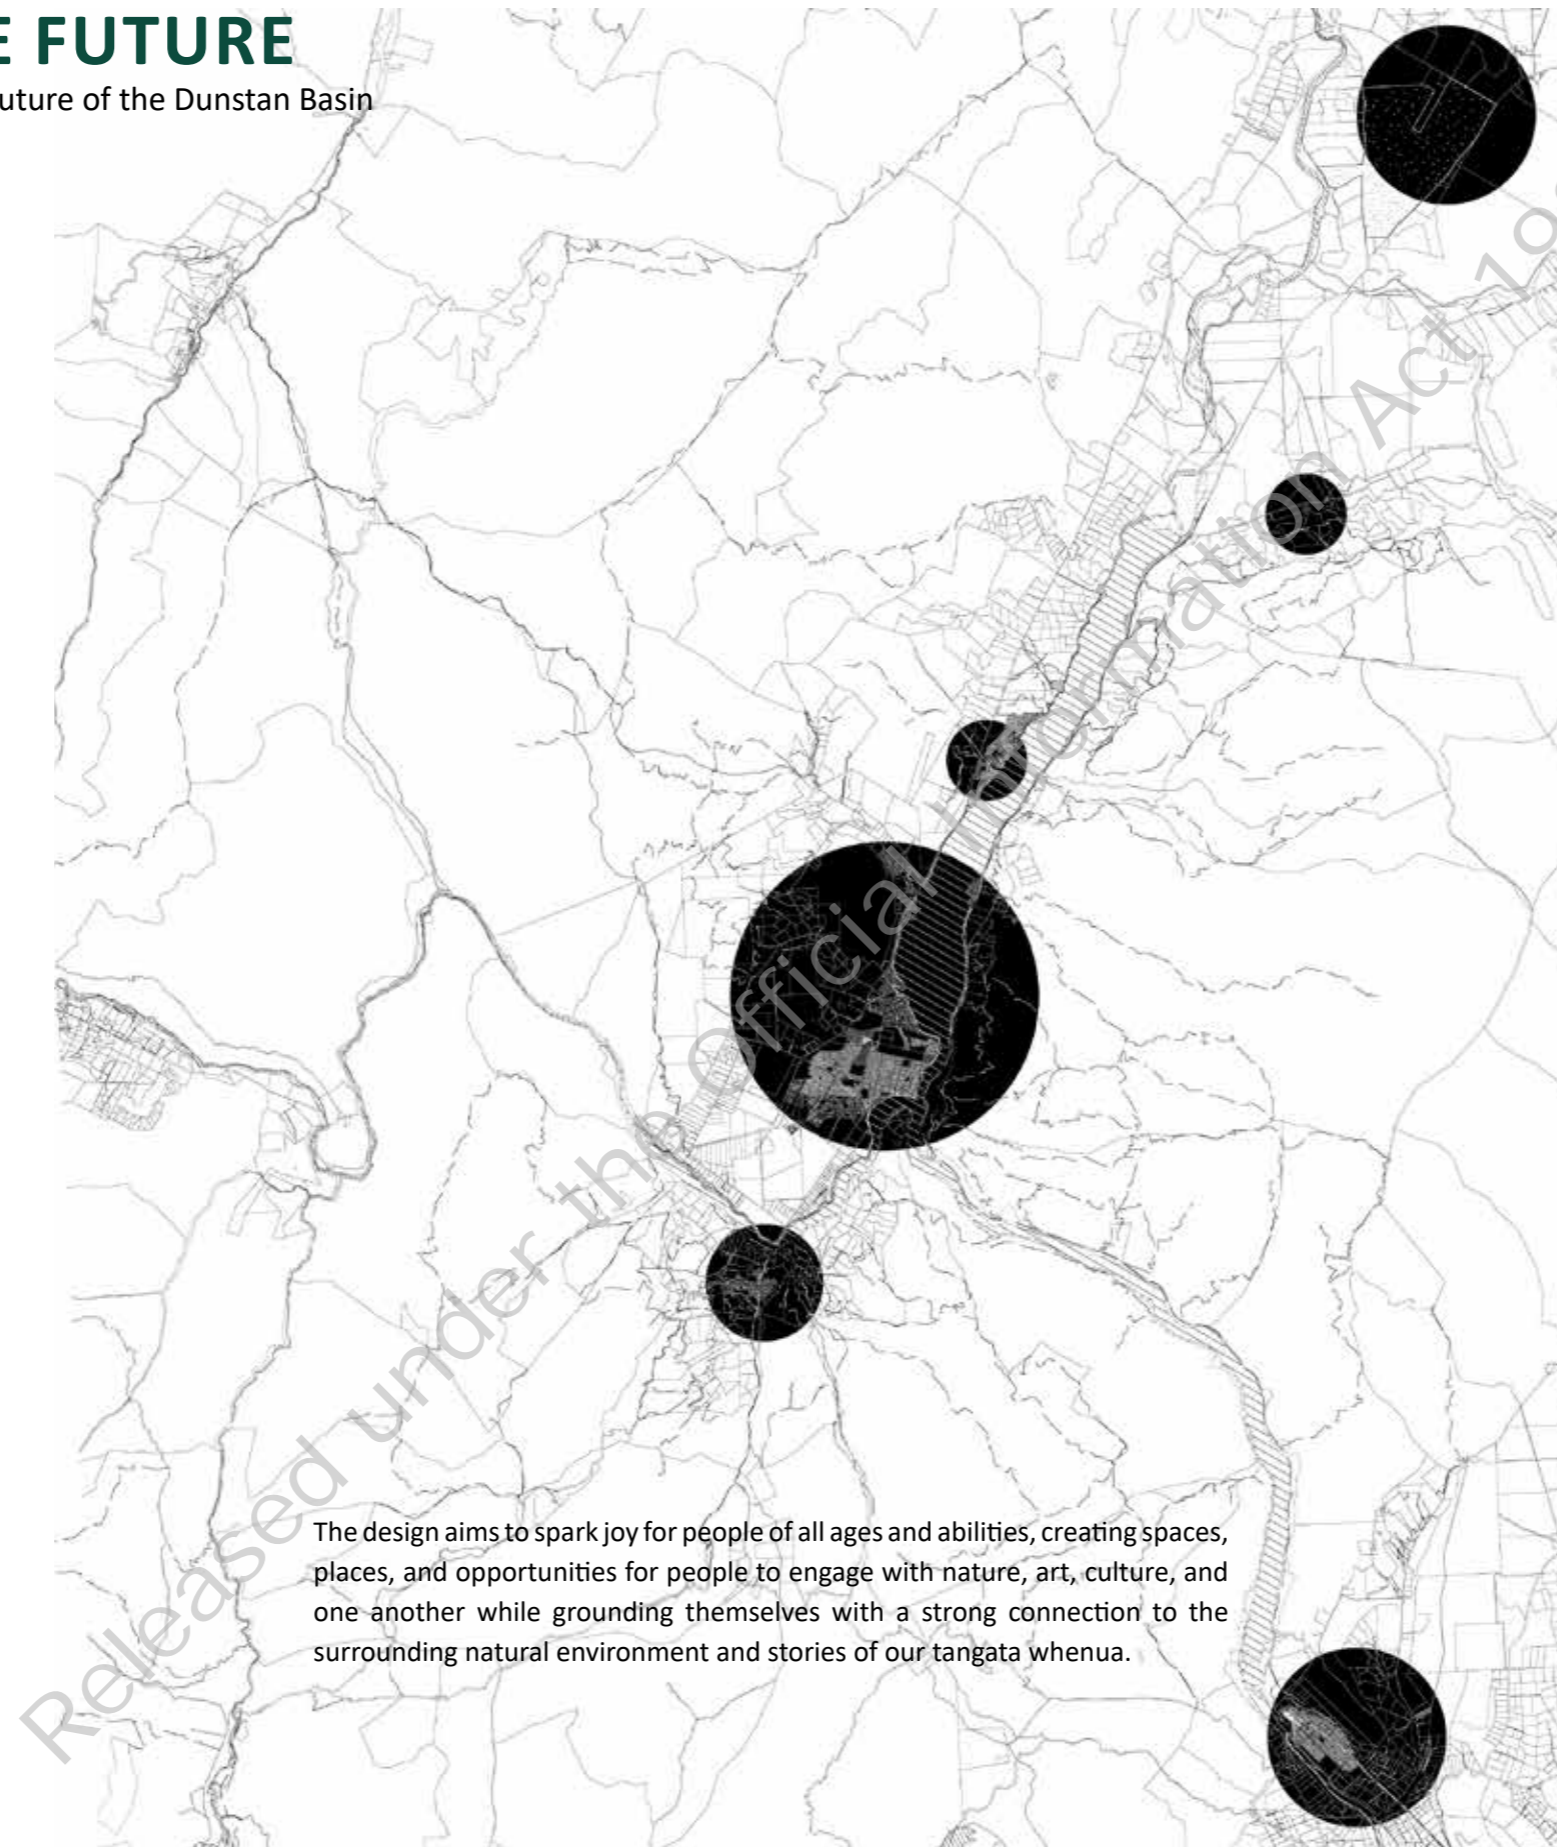 E FUTURE
uture of the Dunstan Basin
Released under the Official Information Act 19
The design aims to spark joy for people of all ages and abilities, creating spaces,
places, and opportunities for people to engage with nature, art, culture, and
one another while grounding themselves with a strong connection to the
surrounding natural environment and stories of our tangata whenua.